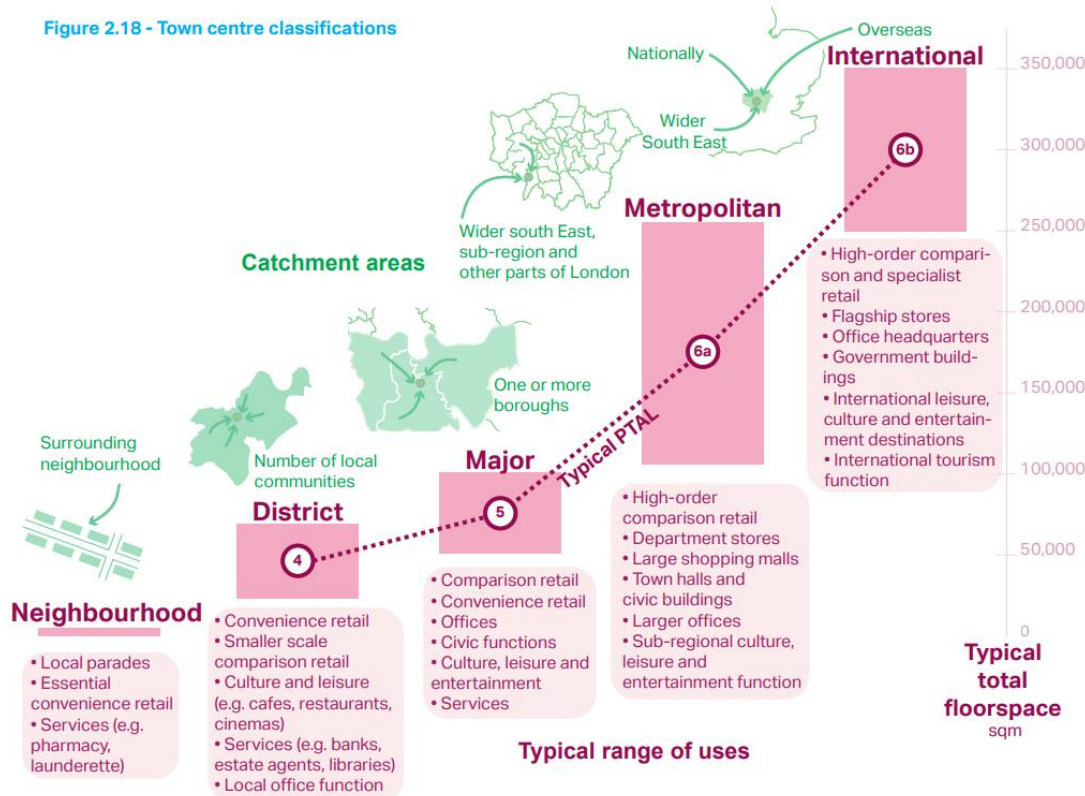 Figure 2.18 - Town centre classifications
Overseas
Nationally
Wider
South East
International
350,000
300,000
250,000
200,000
150,000
100,000
50,000
0
6b
• High-order compari-
son and specialist
retail
• Flagship stores
• Office headquarters
• Government build-
ings
• International leisure,
culture and entertain-
ment destinations
• International tourism
function
Metropolitan
Wider south East,
sub-region and
other parts of London
Catchment areas
6a
Typical PTAL
• High-order
comparison retail
• Department stores
• Large shopping malls
• Town halls and
civic buildings
• Larger offices
• Sub-regional culture,
leisure and
entertainment function
One or more
boroughs
Major
5
• Comparison retail
• Convenience retail
• Offices
• Civic functions
• Culture, leisure and
entertainment
• Services
Number of local
communities
District
4
• Convenience retail
• Smaller scale
comparison retail
• Culture and leisure
(e.g. cafes, restaurants,
cinemas)
• Services (e.g. banks,
estate agents, libraries)
• Local office function
Surrounding
neighbourhood
Neighbourhood
• Local parades
• Essential
convenience retail
• Services (e.g.
pharmacy,
launderette)
Typical range of uses
Typical
total
floorspace
sqm